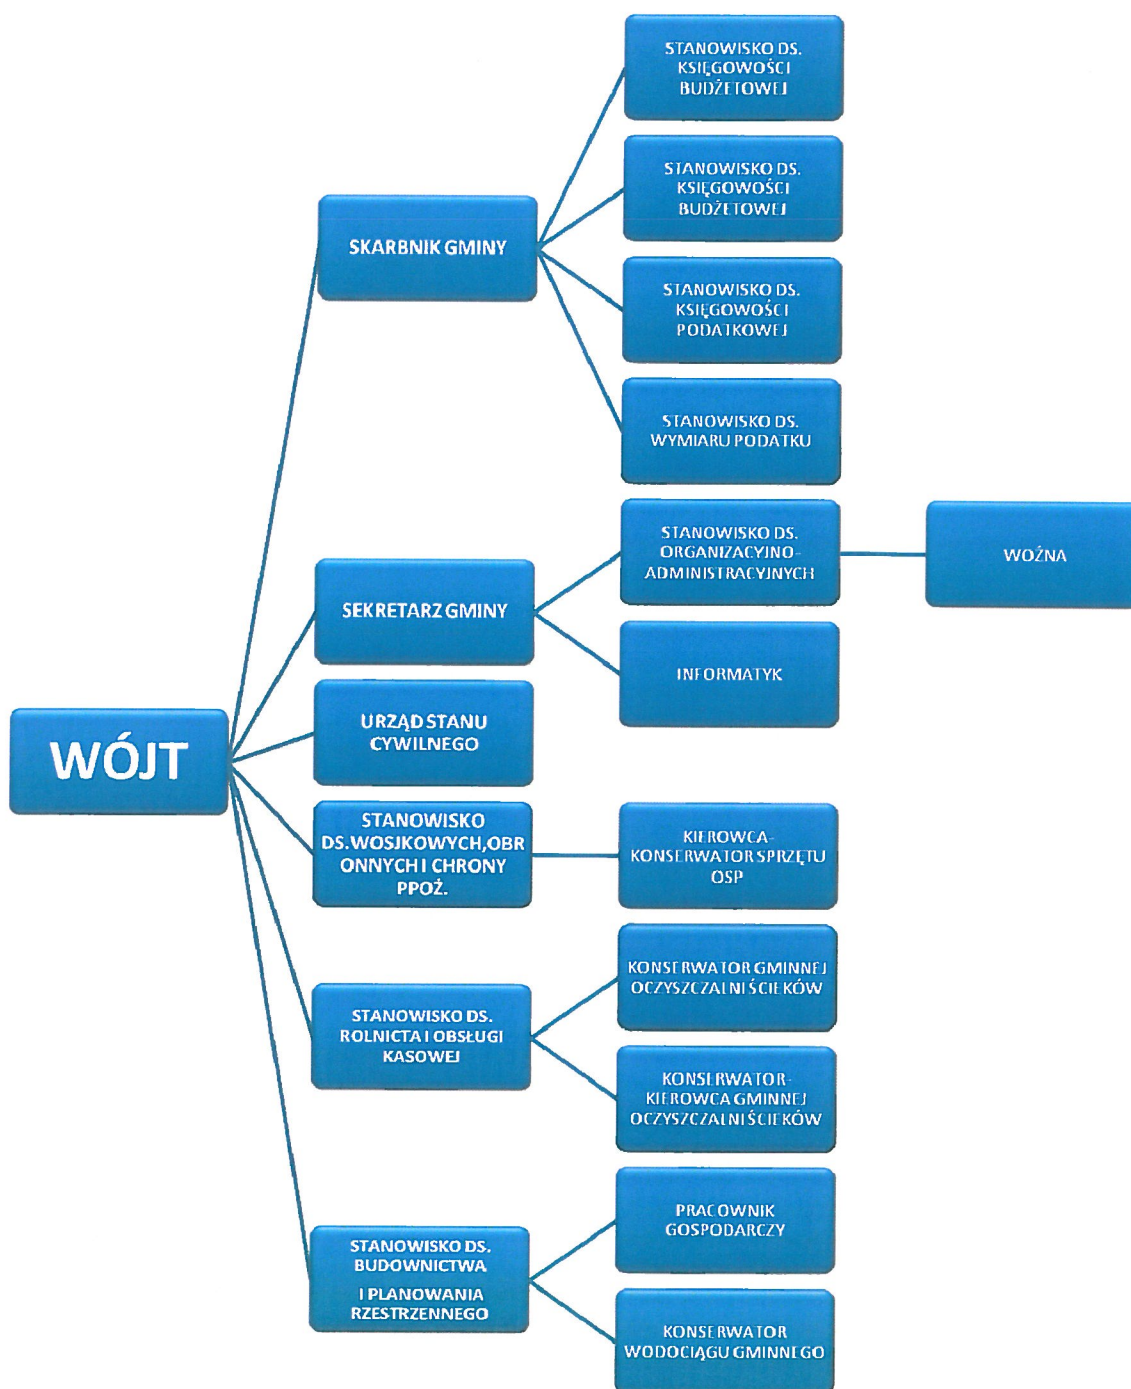 STANOWISKO DS.
KSIĘGOWOŚCI
BUDŻETOWEJ
STANOWISKO DS.
KSIĘGOWOŚCI
BUDŻETOWEJ
SKARBNIK GMINY
STANOWISKO DS.
KSIĘGOWOŚCI
PODATKOWEJ
STANOWISKO DS.
WYMIARU PODATKU
STANOWISKO DS.
ORGANIZACYJNO-
ADMINISTRACYJNYCH
WOŹNA
SEKRETARZ GMINY
INFORMATYK
URZĄD STANU
CYWILNEGO
WÓJT
STANOWISKO
DS.WOSJKOWYCH,OBR
ONNYCH I CHRONY
PPOŻ.
KIEROWCA-
KONSERWATOR SPRZĘTU
OSP
KONSERWATOR GMINNEJ
OCZYSZCZALNI ŚCIEKÓW
STANOWISKO DS.
ROLNICTA I OBSŁUGI
KASOWEJ
KONSERWATOR-
KIEROWCA GMINNEJ
OCZYSZCZALNI ŚCIEKÓW
PRACOWNIK
GOSPODARCZY
STANOWISKO DS.
BUDOWNICTWA
I PLANOWANIA
RZESTRZENNEGO
KONSERWATOR
WODOCIĄGU GMINNEGO